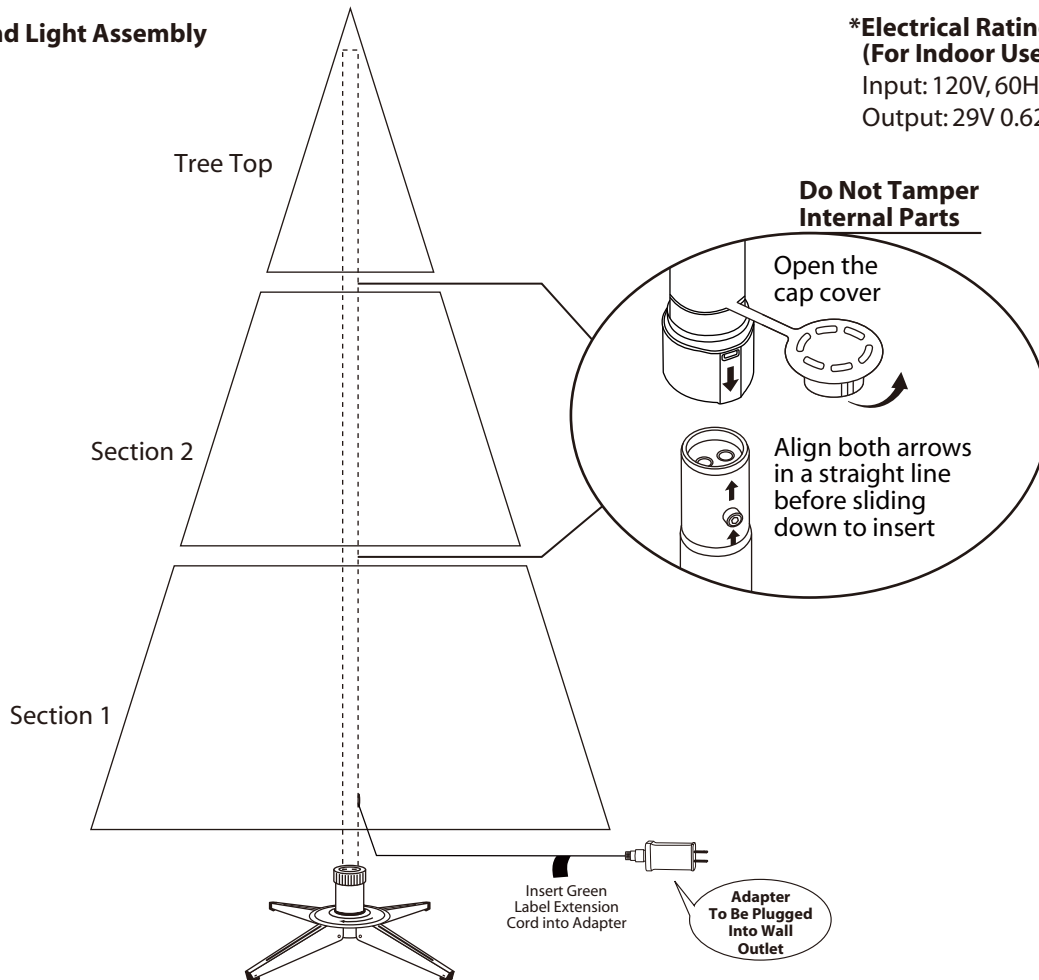 nd Light Assembly
*Electrical Ratin
(For Indoor Use
Input: 120V, 60H
Output: 29V 0.62
Tree Top
Do Not Tamper
Internal Parts
Open the
cap cover
Section 2
Align both arrows
in a straight line
before sliding
down to insert
Section 1
Insert Green
Label Extension
Cord into Adapter
Adapter
To Be Plugged
Into Wall
Outlet